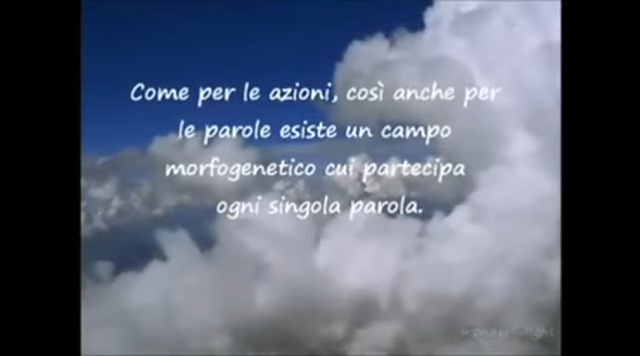 Come per le azioni, così anche per
le parole esiste un campo
morfogenetico cui partecipa
ogni singola parola.